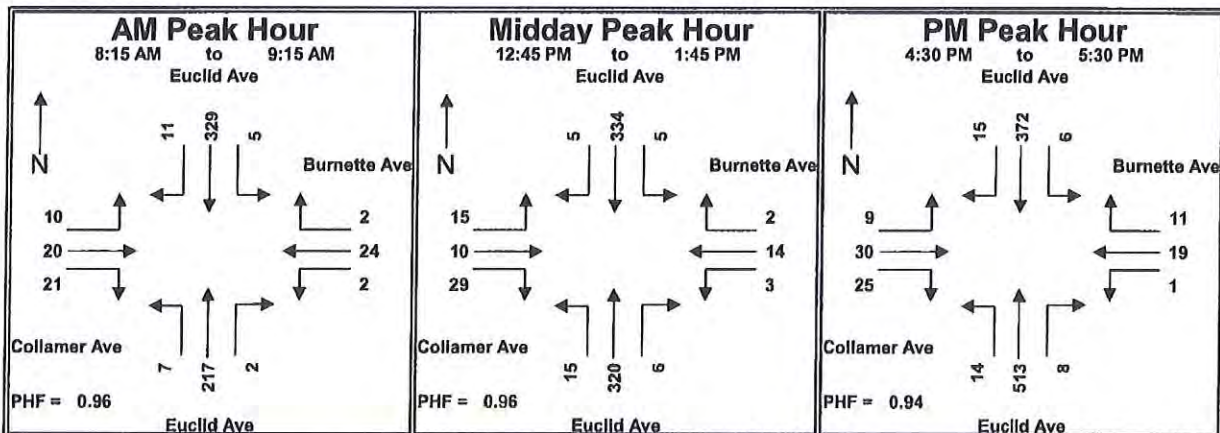 AM Peak Hour
8:15 AM to 9:15 AM
Euclid Ave
11 329 5
N
Burnette Ave
10 2
20 24
21 2
Collamer Ave
7 217 2
PHF = 0.96
Euclid Ave
Midday Peak Hour
12:45 PM to 1:45 PM
Euclid Ave
5 334 5
N
Burnette Ave
15 2
10 14
29 3
Collamer Ave
15 320 6
PHF = 0.96
Euclid Ave
PM Peak Hour
4:30 PM to 5:30 PM
Euclid Ave
15 372 6
N
Burnette Ave
9 11
30 19
25 1
Collamer Ave
14 513 8
PHF = 0.94
Euclid Ave